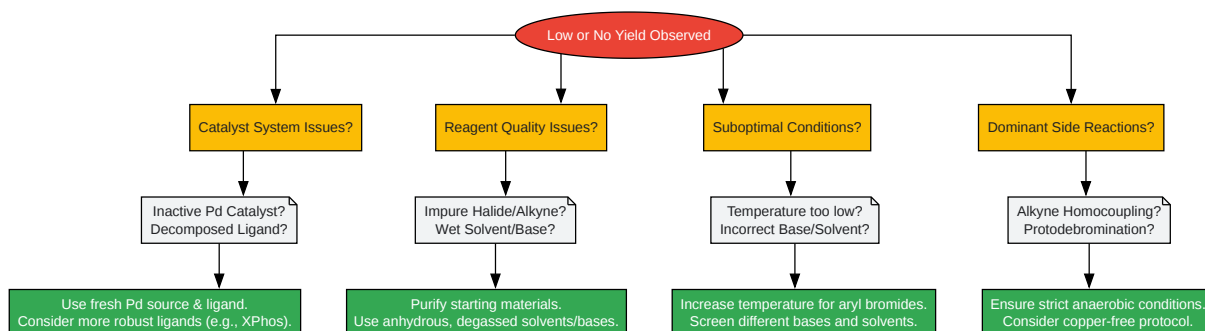 Low or No Yield Observed
Catalyst System Issues?
Reagent Quality Issues?
Suboptimal Conditions?
Dominant Side Reactions?
Inactive Pd Catalyst?
Decomposed Ligand?
Impure Halide/Alkyne?
Wet Solvent/Base?
Temperature too low?
Incorrect Base/Solvent?
Alkyne Homocoupling?
Protodebromination?
Use fresh Pd source & ligand.
Consider more robust ligands (e.g., XPhos).
Purify starting materials.
Use anhydrous, degassed solvents/bases.
Increase temperature for aryl bromides.
Screen different bases and solvents.
Ensure strict anaerobic conditions.
Consider copper-free protocol.